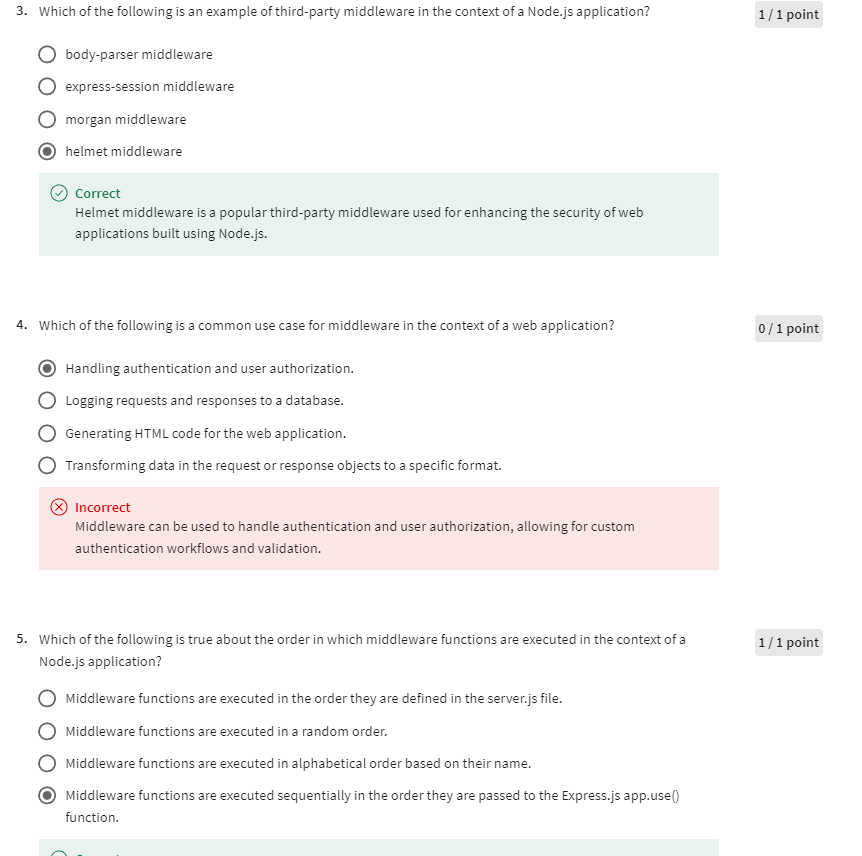 3. Which of the following is an example of third-party middleware in the context of a Node.js application?
1 / 1 point
body-parser middleware
express-session middleware
morgan middleware
helmet middleware
Correct
Helmet middleware is a popular third-party middleware used for enhancing the security of web
applications built using Node.js.
4. Which of the following is a common use case for middleware in the context of a web application?
0 / 1 point
Handling authentication and user authorization.
Logging requests and responses to a database.
Generating HTML code for the web application.
Transforming data in the request or response objects to a specific format.
Incorrect
Middleware can be used to handle authentication and user authorization, allowing for custom
authentication workflows and validation.
5. Which of the following is true about the order in which middleware functions are executed in the context of a
Node.js application?
1 / 1 point
Middleware functions are executed in the order they are defined in the server.js file.
Middleware functions are executed in a random order.
Middleware functions are executed in alphabetical order based on their name.
Middleware functions are executed sequentially in the order they are passed to the Express.js app.use()
function.